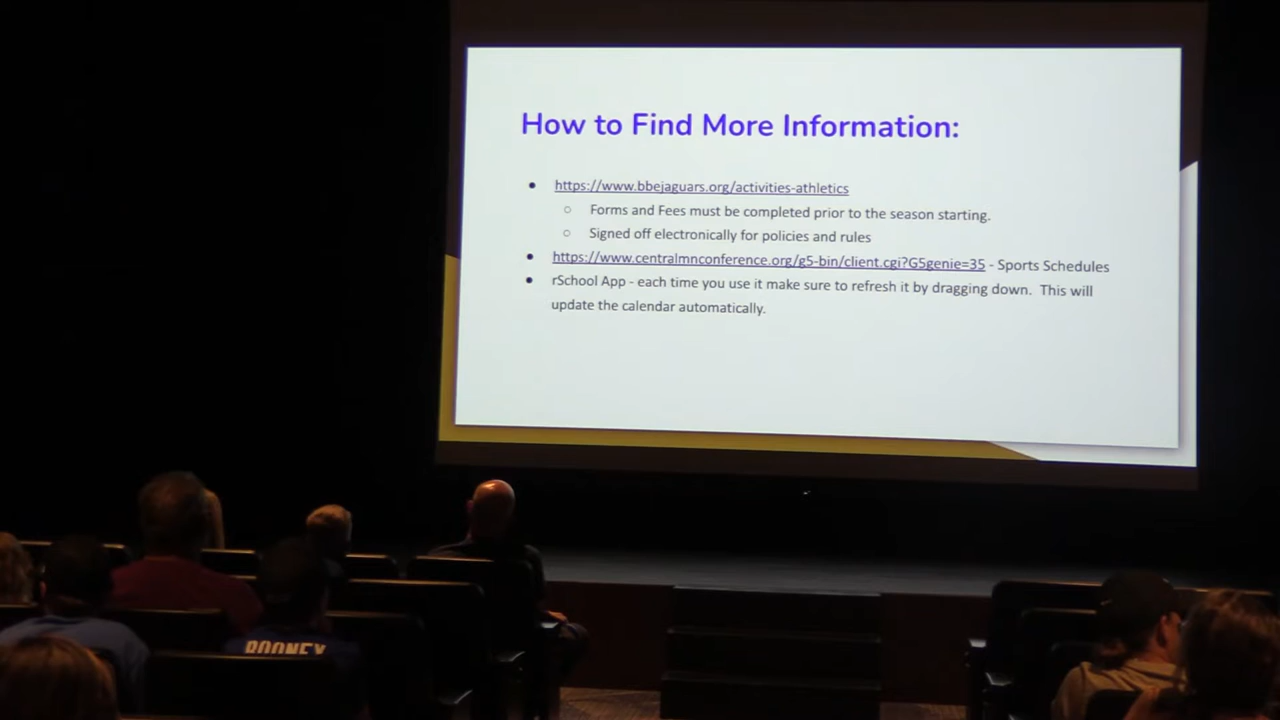 How to Find More Information:
https://www.bbejaguars.org/activities-athletics
Forms and Fees must be completed prior to the season starting.
Signed off electronically for policies and rules
https://www.centralmnconference.org/g5-bin/client.cgi?G5genie=35 - Sports Schedules
rSchool App - each time you use it make sure to refresh it by dragging down. This will
update the calendar automatically.
ROONEY